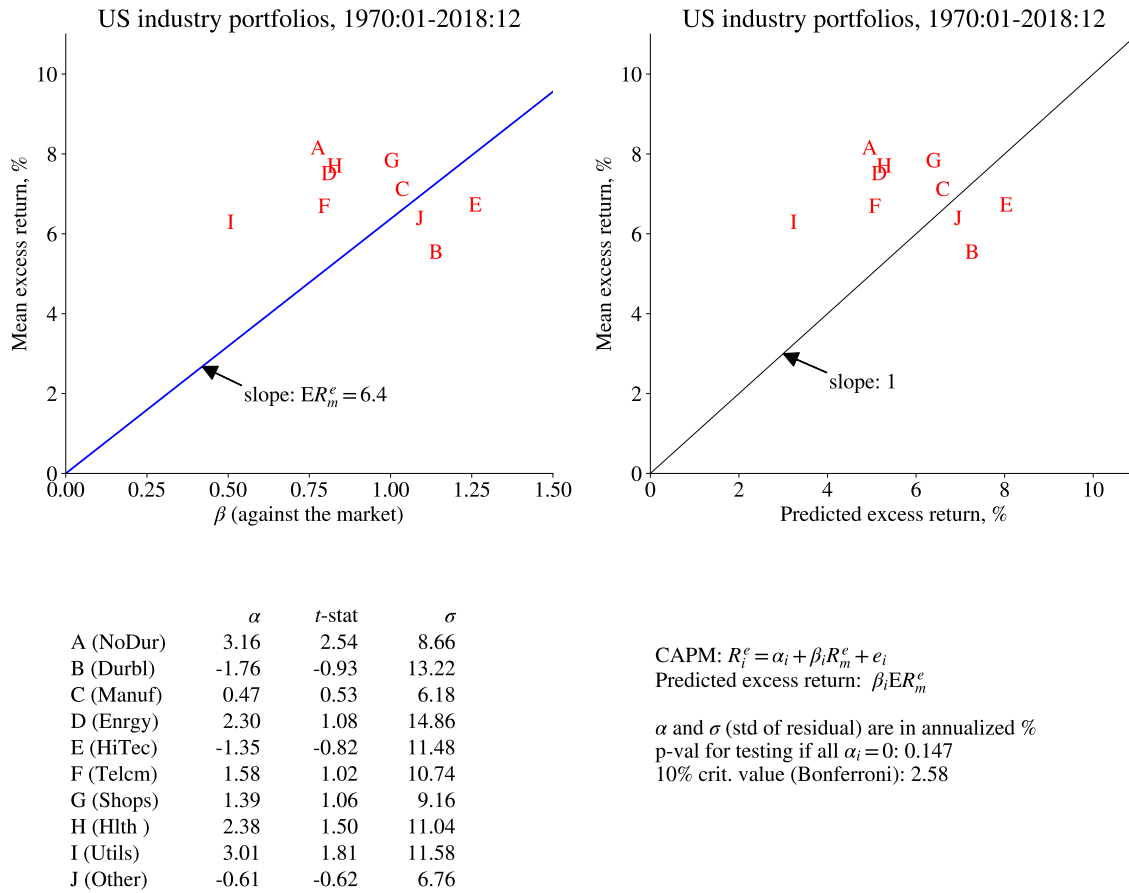 US industry portfolios, 1970:01-2018:12
10
8
6
4
2
0
Mean excess return, %
A
H
D
G
C
F
E
I
J
B
slope: ER^e_m = 6.4
0.00 0.25 0.50 0.75 1.00 1.25 1.50
β (against the market)
US industry portfolios, 1970:01-2018:12
10
8
6
4
2
0
Mean excess return, %
A
H
D
G
C
F
E
I
J
B
slope: 1
0 2 4 6 8 10
Predicted excess return, %
α t-stat σ
A (NoDur) 3.16 2.54 8.66
B (Durbl) -1.76 -0.93 13.22
C (Manuf) 0.47 0.53 6.18
D (Enrgy) 2.30 1.08 14.86
E (HiTec) -1.35 -0.82 11.48
F (Telcm) 1.58 1.02 10.74
G (Shops) 1.39 1.06 9.16
H (Hlth ) 2.38 1.50 11.04
I (Utils) 3.01 1.81 11.58
J (Other) -0.61 -0.62 6.76
CAPM: R^e_i = α_i + β_i R^e_m + e_i
Predicted excess return: β_i ER^e_m
α and σ (std of residual) are in annualized %
p-val for testing if all α_i = 0: 0.147
10% crit. value (Bonferroni): 2.58